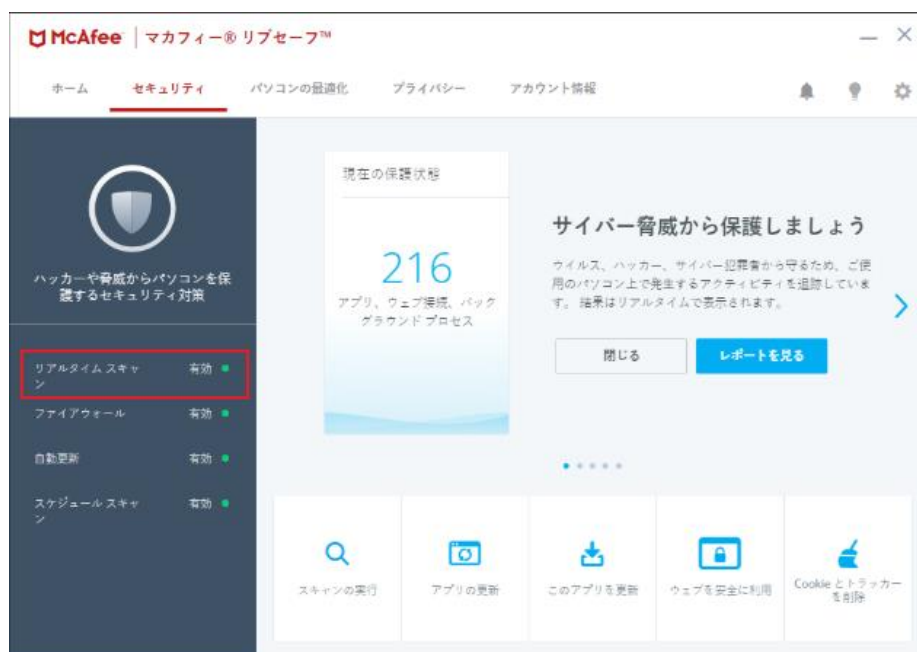 McAfee マカフィー® リブセーフ™
ホーム セキュリティ パソコンの最適化 プライバシー アカウント情報
ハッカーや脅威からパソコンを保
護するセキュリティ対策
リアルタイム スキャ 有効
ン
ファイアウォール 有効
自動更新 有効
スケジュール スキャ 有効
ン
現在の保護状態
216
アプリ、ウェブ接続、バック
グラウンド プロセス
サイバー脅威から保護しましょう
ウイルス、ハッカー、サイバー犯罪者から守るため、ご使
用のパソコン上で発生するアクティビティを追跡していま
す。 結果はリアルタイムで表示されます。
閉じる レポートを見る
スキャンの実行
アプリの更新
このアプリを更新
ウェブを安全に利用
Cookie とトラッカー
を削除